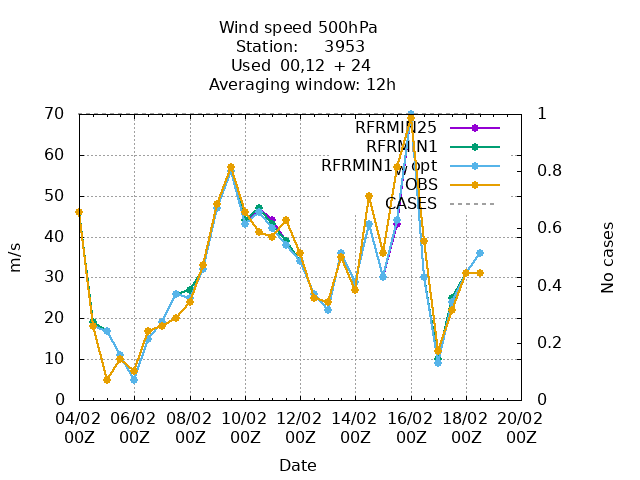 Wind speed 500hPa
Station: 3953
Used 00,12 + 24
Averaging window: 12h
70 1
RFRMIN25
RFRMIN1
60 0.8
RFRMIN1_opt
OBS
50
CASES
0.6
40
m/s
No cases
30 0.4
20
0.2
10
0 0
04/02 06/02 08/02 10/02 12/02 14/02 16/02 18/02 20/02
00Z 00Z 00Z 00Z 00Z 00Z 00Z 00Z 00Z
Date